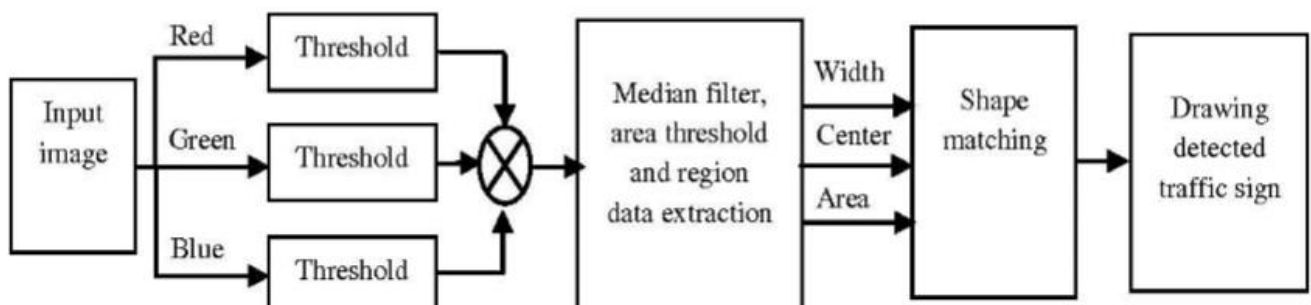 Input
image
Red
Green
Blue
Threshold
Threshold
Threshold
Median filter,
area threshold
and region
data extraction
Width
Center
Area
Shape
matching
Drawing
detected
traffic sign